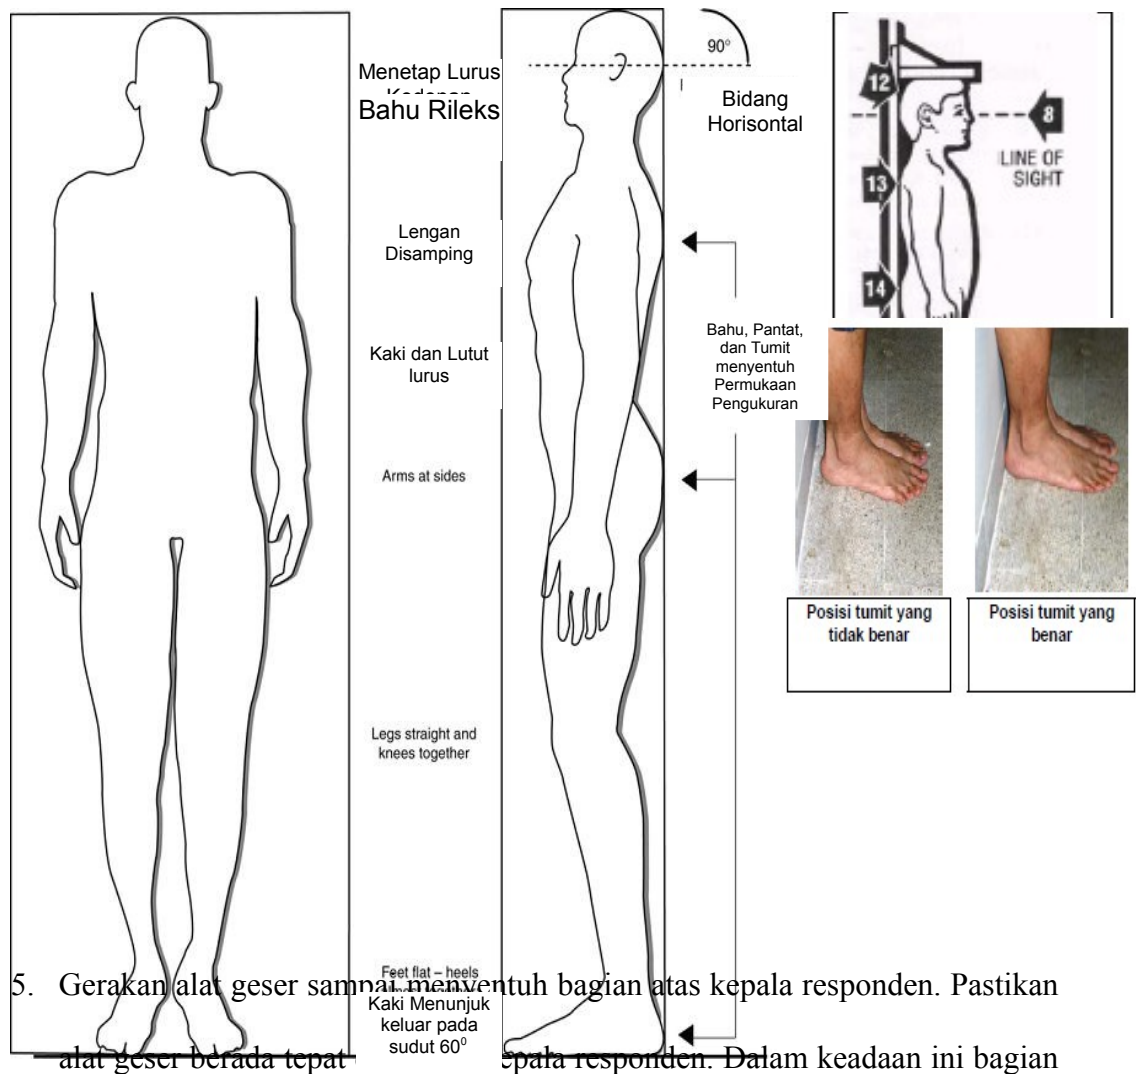 Menetap Lurus
Bahu Rileks
Lengan
Disamping
Kaki dan Lutut
lurus
Arms at sides
Legs straight and
knees together
Feet flat – heels
Kaki Menunjuk
keluar pada
sudut 60⁰
90°
Bidang
Horisontal
Bahu, Pantat,
dan Tumit
menyentuh
Permukaan
Pengukuran
12
8
LINE OF
SIGHT
13
14
Posisi tumit yang
tidak benar
Posisi tumit yang
benar
5. Gerakan alat geser sampai menyentuh bagian atas kepala responden. Pastikan
alat geser berada tepat epala responden. Dalam keadaan ini bagian